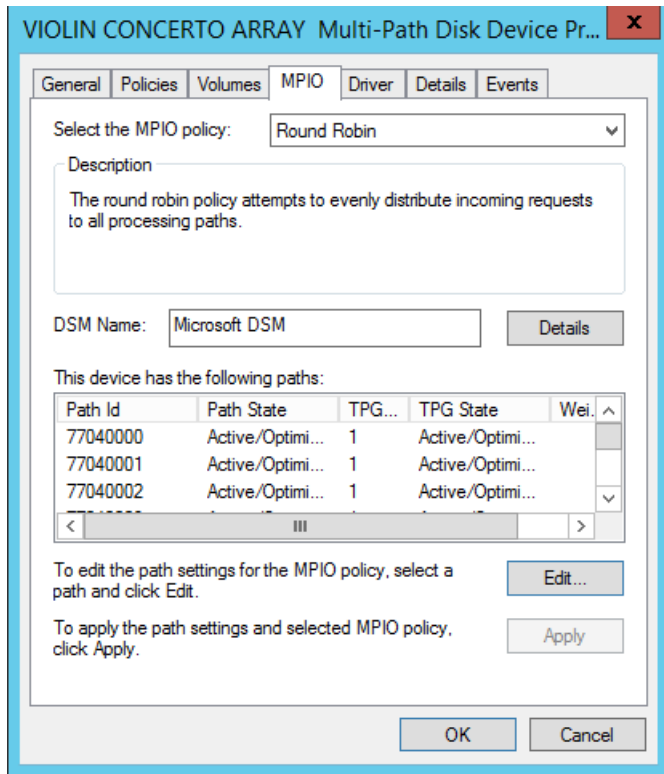 VIOLIN CONCERTO ARRAY Multi-Path Disk Device Pr...
x
General Policies Volumes MPIO Driver Details Events
Select the MPIO policy: Round Robin
Description
The round robin policy attempts to evenly distribute incoming requests
to all processing paths.
DSM Name: Microsoft DSM Details
This device has the following paths:
Path Id Path State TPG... TPG State Wei.
77040000 Active/Optimi... 1 Active/Optimi...
77040001 Active/Optimi... 1 Active/Optimi...
77040002 Active/Optimi... 1 Active/Optimi...
To edit the path settings for the MPIO policy, select a
path and click Edit.
Edit...
To apply the path settings and selected MPIO policy,
click Apply.
Apply
OK Cancel